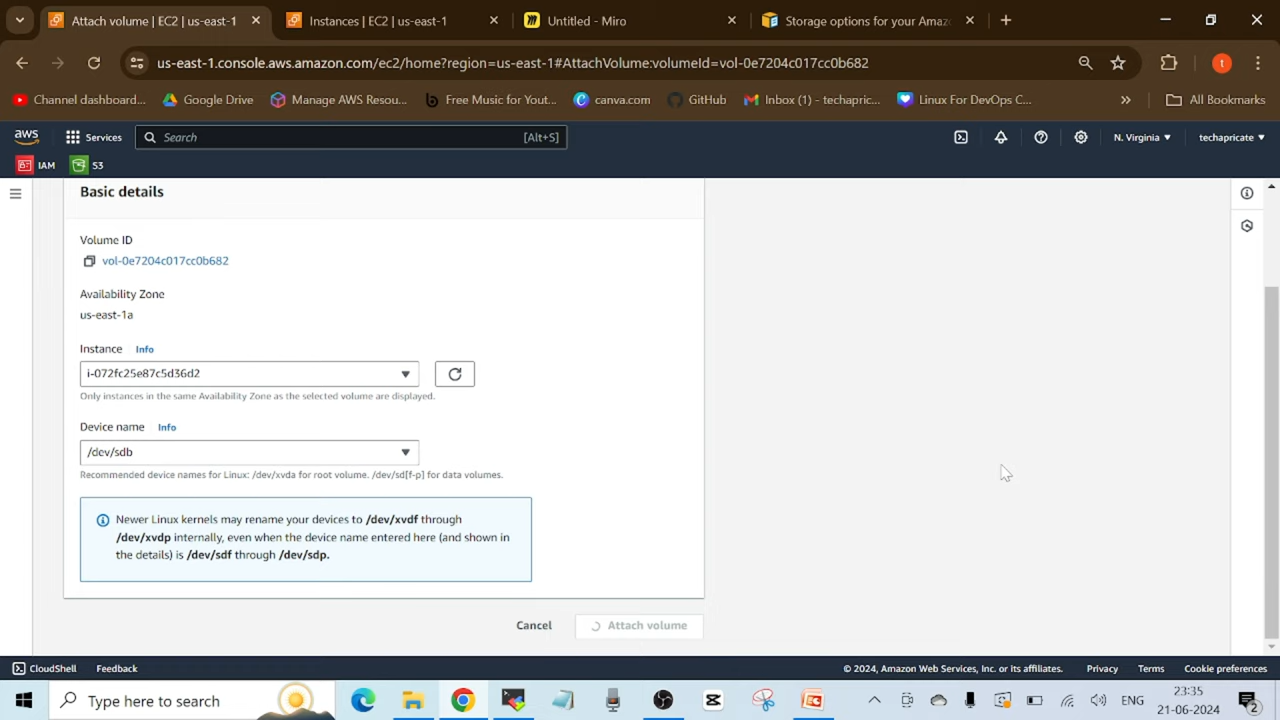 Attach volume | EC2 | us-east-1
Instances | EC2 | us-east-1
Untitled - Miro
Storage options for your Amaz
us-east-1.console.aws.amazon.com/ec2/home?region=us-east-1#AttachVolume:volumeId=vol-0e7204c017cc0b682
Channel dashboard...
Google Drive
Manage AWS Resou...
Free Music for Yout...
canva.com
GitHub
Inbox (1) - techapric...
Linux For DevOps C...
All Bookmarks
aws
Services
Search
[Alt+S]
N. Virginia
techapricate
IAM
S3
Basic details
Volume ID
vol-0e7204c017cc0b682
Availability Zone
us-east-1a
Instance Info
i-072fc25e87c5d36d2
Only instances in the same Availability Zone as the selected volume are displayed.
Device name Info
/dev/sdb
Recommended device names for Linux: /dev/xvda for root volume. /dev/sd[f-p] for data volumes.
Newer Linux kernels may rename your devices to /dev/xvdf through
/dev/xvdp internally, even when the device name entered here (and shown in
the details) is /dev/sdf through /dev/sdp.
Cancel
Attach volume
CloudShell
Feedback
© 2024, Amazon Web Services, Inc. or its affiliates.
Privacy
Terms
Cookie preferences
Type here to search
ENG
23:35
21-06-2024
2